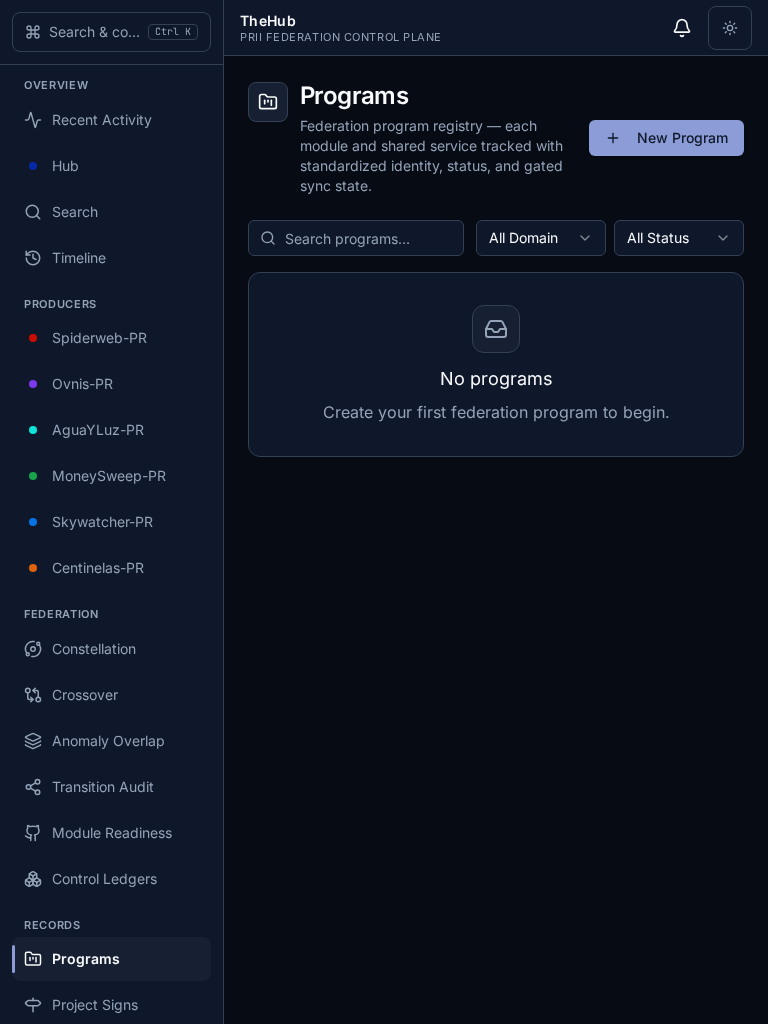 Search & co...
Ctrl K
OVERVIEW
Recent Activity
Hub
Search
Timeline
PRODUCERS
Spiderweb-PR
Ovnis-PR
AguaYLuz-PR
MoneySweep-PR
Skywatcher-PR
Centinelas-PR
FEDERATION
Constellation
Crossover
Anomaly Overlap
Transition Audit
Module Readiness
Control Ledgers
RECORDS
Programs
Project Signs
TheHub
PRII FEDERATION CONTROL PLANE
Programs
Federation program registry — each
module and shared service tracked with
standardized identity, status, and gated
sync state.
New Program
Search programs...
All Domain
All Status
No programs
Create your first federation program to begin.